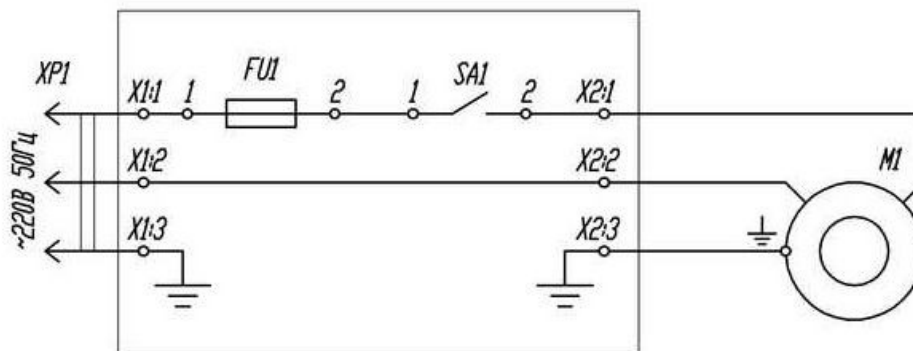 XP1
~220В 50Гц
X1:1 1 FU1 2 1 SA1 2 X2:1
X1:2 X2:2 M1
X1:3 X2:3